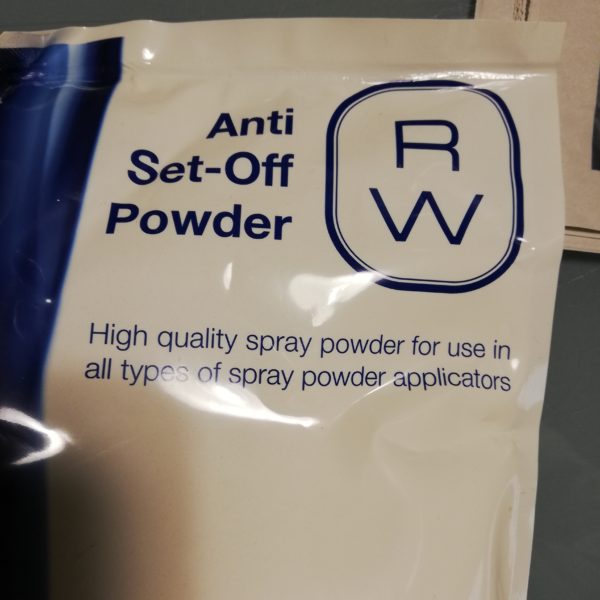 Anti
Set-Off
Powder
R
W
High quality spray powder for use in
all types of spray powder applicators